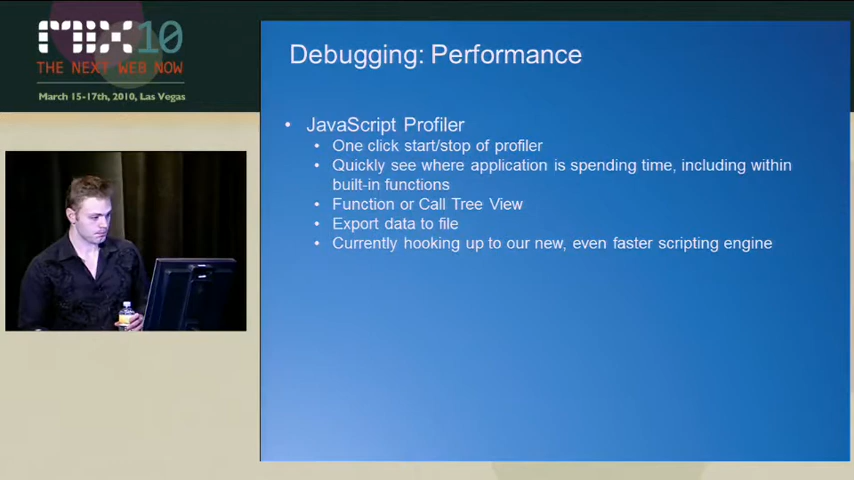 mix10
THE NEXT WEB NOW
March 15-17th, 2010, Las Vegas
Debugging: Performance
• JavaScript Profiler
• One click start/stop of profiler
• Quickly see where application is spending time, including within
built-in functions
• Function or Call Tree View
• Export data to file
• Currently hooking up to our new, even faster scripting engine